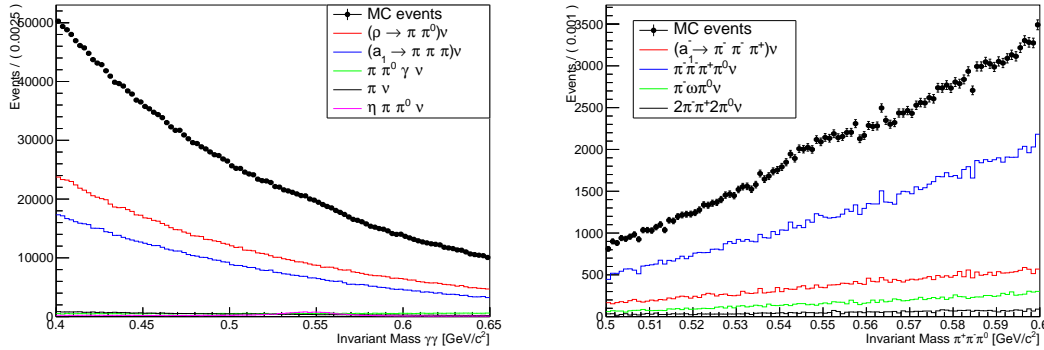 Events / ( 0.0025 )
60000
50000
40000
30000
20000
10000
0
0.4
0.45
0.5
0.55
0.6
0.65
Invariant Mass γγ [GeV/c²]
MC events
(ρ → π π⁰)ν
(a₁ → π π π)ν
π π⁰ γ ν
π ν
η π π⁰ ν
Events / ( 0.001 )
3500
3000
2500
2000
1500
1000
500
0
0.5
0.51
0.52
0.53
0.54
0.55
0.56
0.57
0.58
0.59
0.6
Invariant Mass π⁺π⁻π⁰ [GeV/c²]
MC events
(a₁⁻→ π⁻ π⁻ π⁺)ν
π⁻π⁻π⁺π⁰ν
π⁻ωπ⁰ν
2π⁻π⁺2π⁰ν